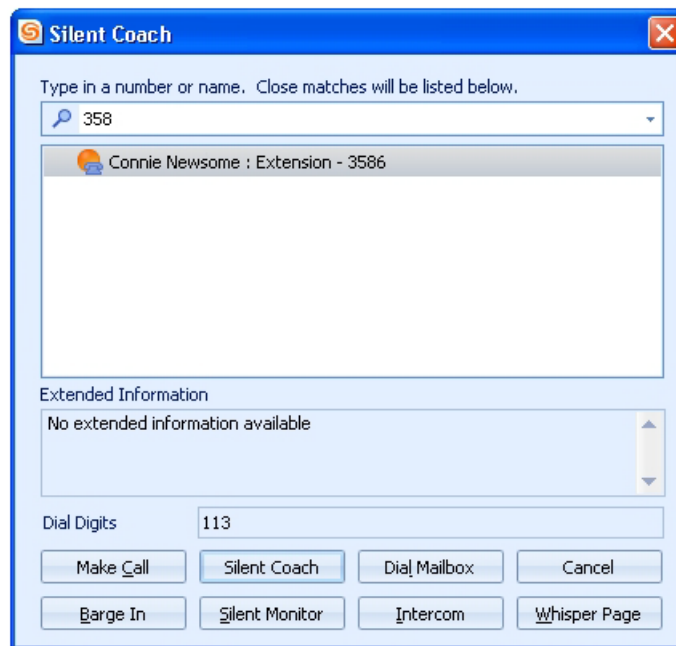 Silent Coach
Type in a number or name. Close matches will be listed below.
358
Connie Newsome : Extension - 3586
Extended Information
No extended information available
Dial Digits 113
Make Call Silent Coach Dial Mailbox Cancel
Barge In Silent Monitor Intercom Whisper Page